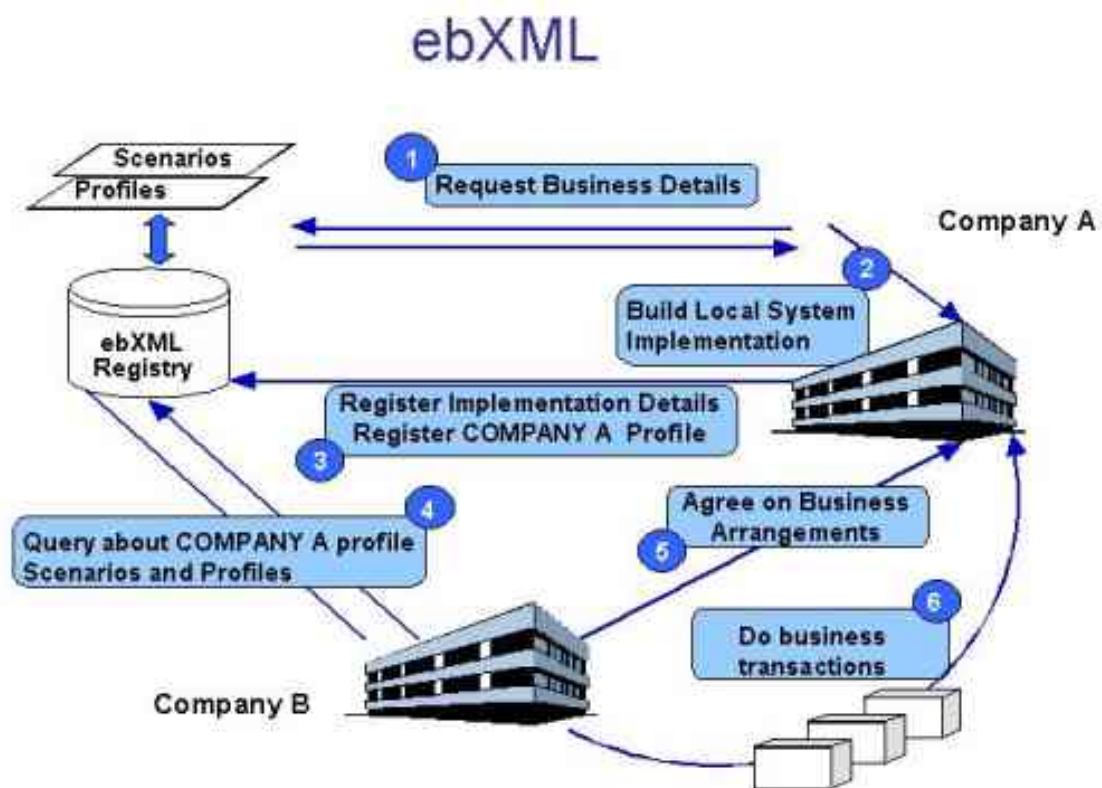 ebXML
Scenarios
Profiles
1
Request Business Details
Company A
2
Build Local System
Implementation
ebXML
Registry
Register Implementation Details
Register COMPANY A Profile
3
4
Query about COMPANY A profile
Scenarios and Profiles
Agree on Business
Arrangements
5
6
Do business
transactions
Company B